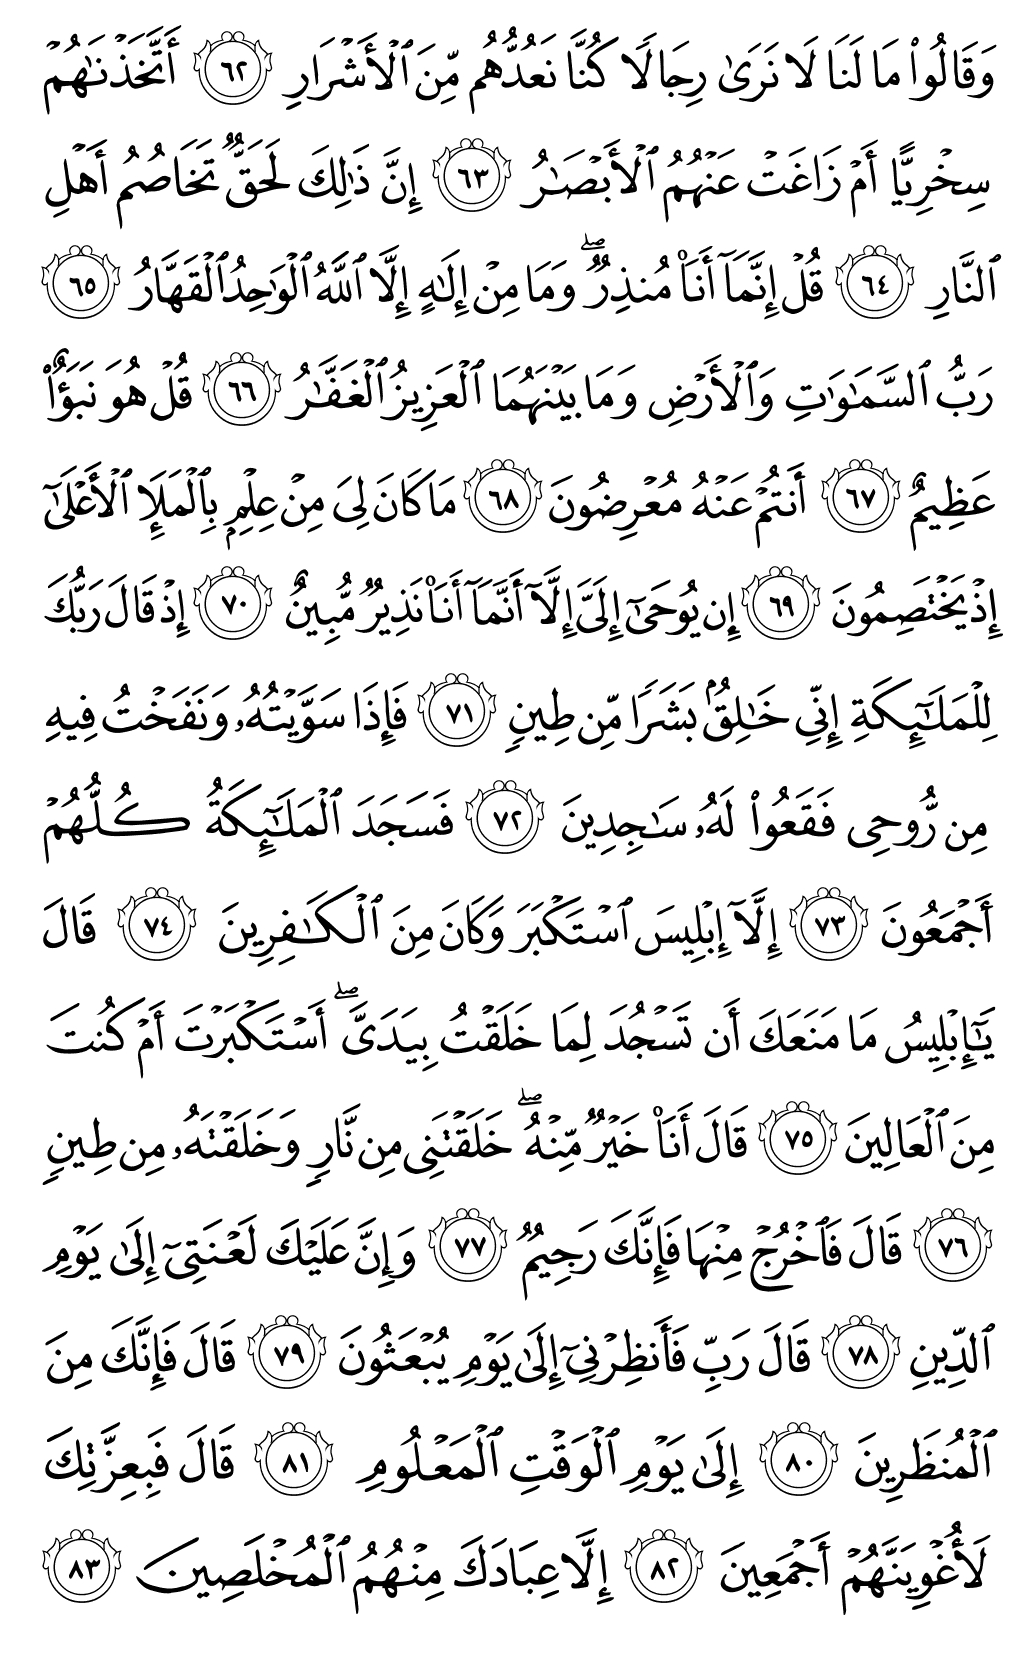 وَقَالُوا۟ مَا لَنَا لَا نَرَىٰ رِجَالًا كُنَّا نَعُدُّهُم مِّنَ ٱلْأَشْرَارِ ٦٢ أَتَّخَذْنَٰهُمْ
سِخْرِيًّا أَمْ زَاغَتْ عَنْهُمُ ٱلْأَبْصَٰرُ ٦٣ إِنَّ ذَٰلِكَ لَحَقٌّ تَخَاصُمُ أَهْلِ
ٱلنَّارِ ٦٤ قُلْ إِنَّمَآ أَنَا۠ مُنذِرٌ ۖ وَمَا مِنْ إِلَٰهٍ إِلَّا ٱللَّهُ ٱلْوَٰحِدُ ٱلْقَهَّارُ ٦٥
رَبُّ ٱلسَّمَٰوَٰتِ وَٱلْأَرْضِ وَمَا بَيْنَهُمَا ٱلْعَزِيزُ ٱلْغَفَّٰرُ ٦٦ قُلْ هُوَ نَبَؤٌا۟
عَظِيمٌ ٦٧ أَنتُمْ عَنْهُ مُعْرِضُونَ ٦٨ مَا كَانَ لِىَ مِنْ عِلْمٍۭ بِٱلْمَلَإِ ٱلْأَعْلَىٰٓ
إِذْ يَخْتَصِمُونَ ٦٩ إِن يُوحَىٰٓ إِلَىَّ إِلَّآ أَنَّمَآ أَنَا۠ نَذِيرٌ مُّبِينٌ ٧٠ إِذْ قَالَ رَبُّكَ
لِلْمَلَٰٓئِكَةِ إِنِّى خَٰلِقٌۢ بَشَرًا مِّن طِينٍ ٧١ فَإِذَا سَوَّيْتُهُۥ وَنَفَخْتُ فِيهِ
مِن رُّوحِى فَقَعُوا۟ لَهُۥ سَٰجِدِينَ ٧٢ فَسَجَدَ ٱلْمَلَٰٓئِكَةُ كُلُّهُمْ
أَجْمَعُونَ ٧٣ إِلَّآ إِبْلِيسَ ٱسْتَكْبَرَ وَكَانَ مِنَ ٱلْكَٰفِرِينَ ٧٤ قَالَ
يَٰٓإِبْلِيسُ مَا مَنَعَكَ أَن تَسْجُدَ لِمَا خَلَقْتُ بِيَدَىَّ ۖ أَسْتَكْبَرْتَ أَمْ كُنتَ
مِنَ ٱلْعَالِينَ ٧٥ قَالَ أَنَا۠ خَيْرٌ مِّنْهُ ۖ خَلَقْتَنِى مِن نَّارٍ وَخَلَقْتَهُۥ مِن طِينٍ
٧٦ قَالَ فَٱخْرُجْ مِنْهَا فَإِنَّكَ رَجِيمٌ ٧٧ وَإِنَّ عَلَيْكَ لَعْنَتِىٓ إِلَىٰ يَوْمِ
ٱلدِّينِ ٧٨ قَالَ رَبِّ فَأَنظِرْنِىٓ إِلَىٰ يَوْمِ يُبْعَثُونَ ٧٩ قَالَ فَإِنَّكَ مِنَ
ٱلْمُنظَرِينَ ٨٠ إِلَىٰ يَوْمِ ٱلْوَقْتِ ٱلْمَعْلُومِ ٨١ قَالَ فَبِعِزَّتِكَ
لَأُغْوِيَنَّهُمْ أَجْمَعِينَ ٨٢ إِلَّا عِبَادَكَ مِنْهُمُ ٱلْمُخْلَصِينَ ٨٣